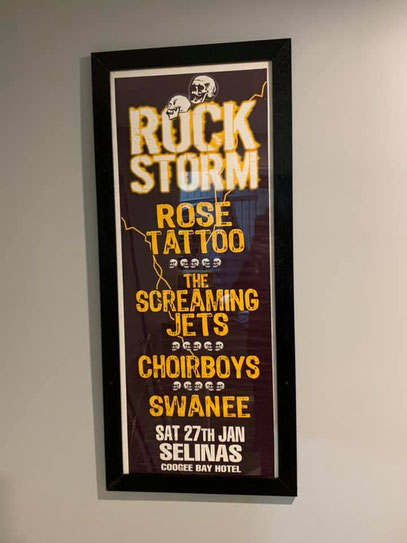 ROCK
STORM
ROSE
TATTOO
THE
SCREAMING
JETS
CHOIRBOYS
SWANEE
SAT 27TH JAN
SELINAS
COOGEE BAY HOTEL